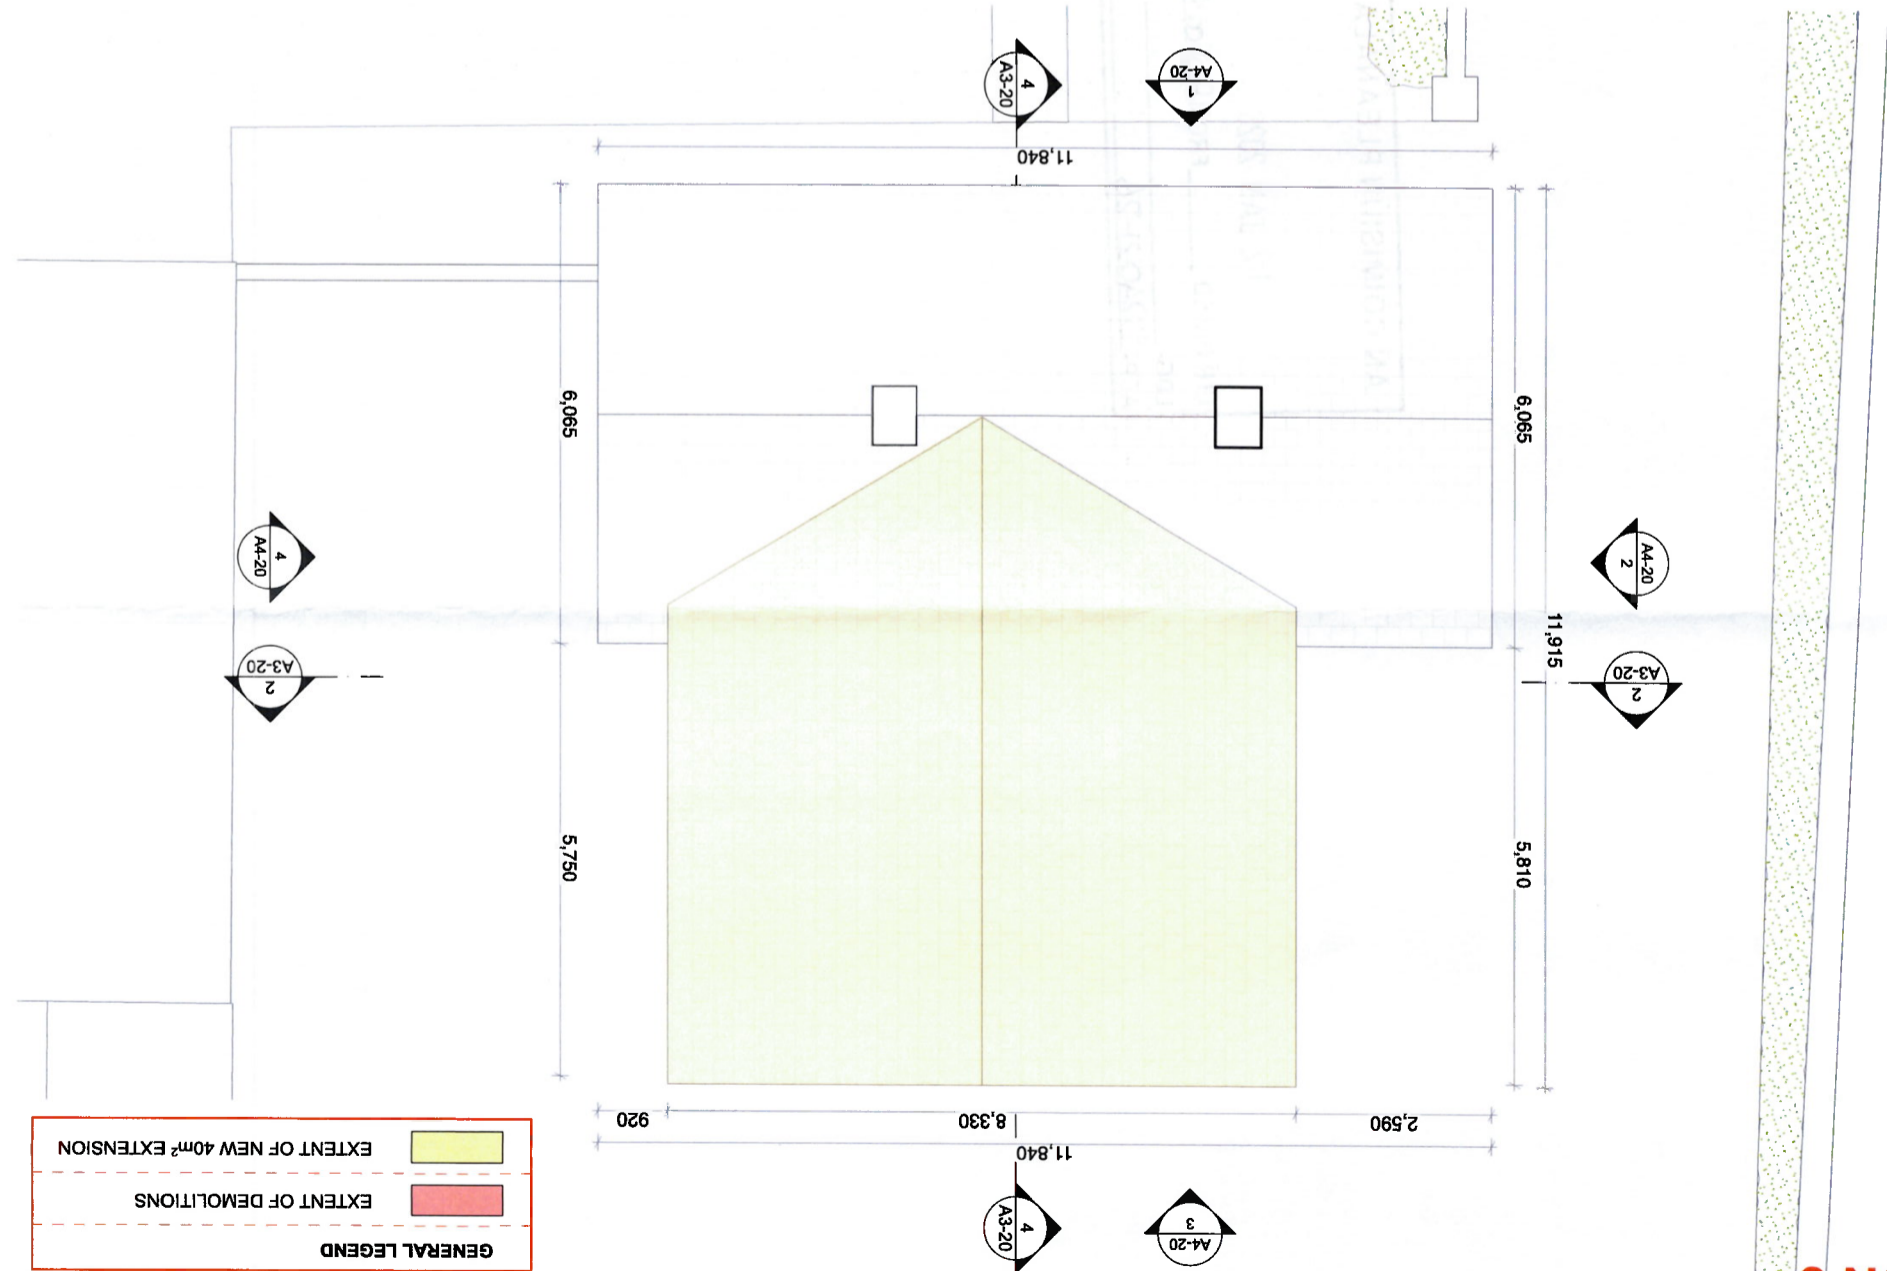 GENERAL LEGEND
EXTENT OF DEMOLITIONS
EXTENT OF NEW 40m² EXTENSION
4
A3-20
A4-20
3
11,840
2,590
8,330
920
5,810
5,750
11,915
2
A3-20
2
A3-20
A4-20
2
4
A4-20
6,065
6,065
11,840
1
A4-20
4
A3-20